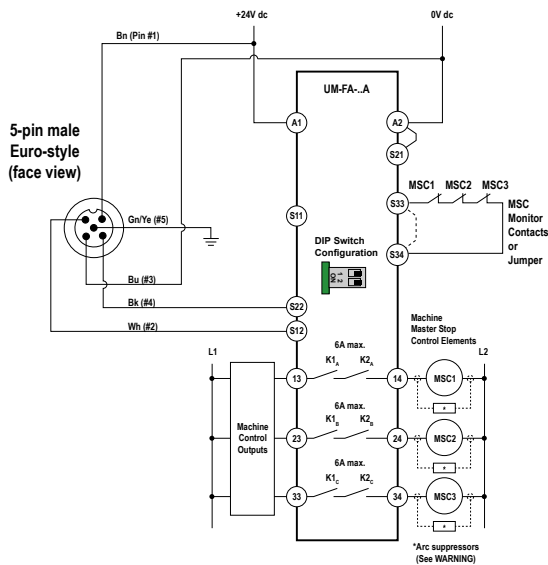 +24V dc
0V dc
Bn (Pin #1)
UM-FA-..A
5-pin male
Euro-style
(face view)
A1
A2
S21
S11
S33
MSC1 MSC2 MSC3
MSC
Monitor
Contacts
or
Jumper
Gn/Ye (#5)
DIP Switch
Configuration
S34
1 2
ON
Bu (#3)
Bk (#4)
S22
Wh (#2)
S12
Machine
Master Stop
Control Elements
L1
L2
6A max.
K1A K2A
13
14
MSC1
*
6A max.
K1B K2B
Machine
Control
Outputs
23
24
MSC2
*
6A max.
K1C K2C
33
34
MSC3
*
*Arc suppressors
(See WARNING)